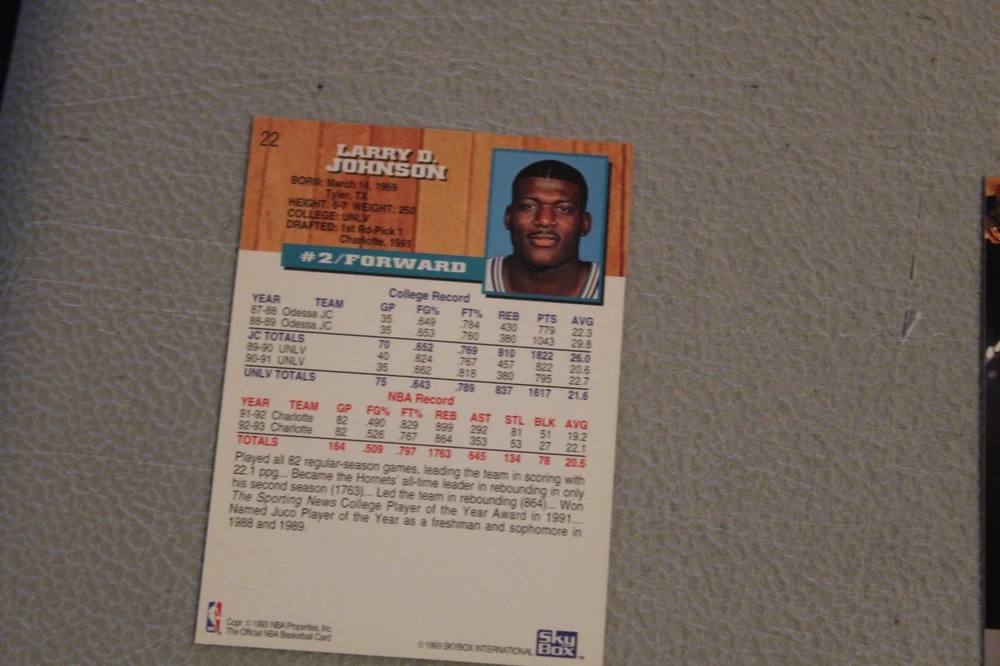 22
LARRY D.
JOHNSON
BORN: March 14, 1969
Tyler, TX
HEIGHT: 6-7 WEIGHT: 250
COLLEGE: UNLV
DRAFTED: 1st Rd-Pick 1
Charlotte, 1991
#2/FORWARD
College Record
YEAR TEAM GP FG% FT% REB PTS AVG
87-88 Odessa JC 35 .649 .784 430 779 22.3
88-89 Odessa JC 35 .653 .760 380 1043 29.8
JC TOTALS 70 .652 .769 810 1822 26.0
89-90 UNLV 40 .624 .767 457 822 20.6
90-91 UNLV 35 .662 .818 380 795 22.7
UNLV TOTALS 75 .643 .789 837 1617 21.6
NBA Record
YEAR TEAM GP FG% FT% REB AST STL BLK AVG
91-92 Charlotte 82 .490 .829 899 292 81 51 19.2
92-93 Charlotte 82 .526 .767 864 353 53 27 22.1
TOTALS 164 .509 .797 1763 645 134 78 20.6
Played all 82 regular-season games, leading the team in scoring with
22.1 ppg... Became the Hornets' all-time leader in rebounding in only
his second season (1763)... Led the team in rebounding (864)... Won
The Sporting News College Player of the Year Award in 1991...
Named Juco Player of the Year as a freshman and sophomore in
1988 and 1989.
Copr. © 1993 NBA Properties, Inc.
The Official NBA Basketball Card
© 1993 SKYBOX INTERNATIONAL
Sky
BOX
TM